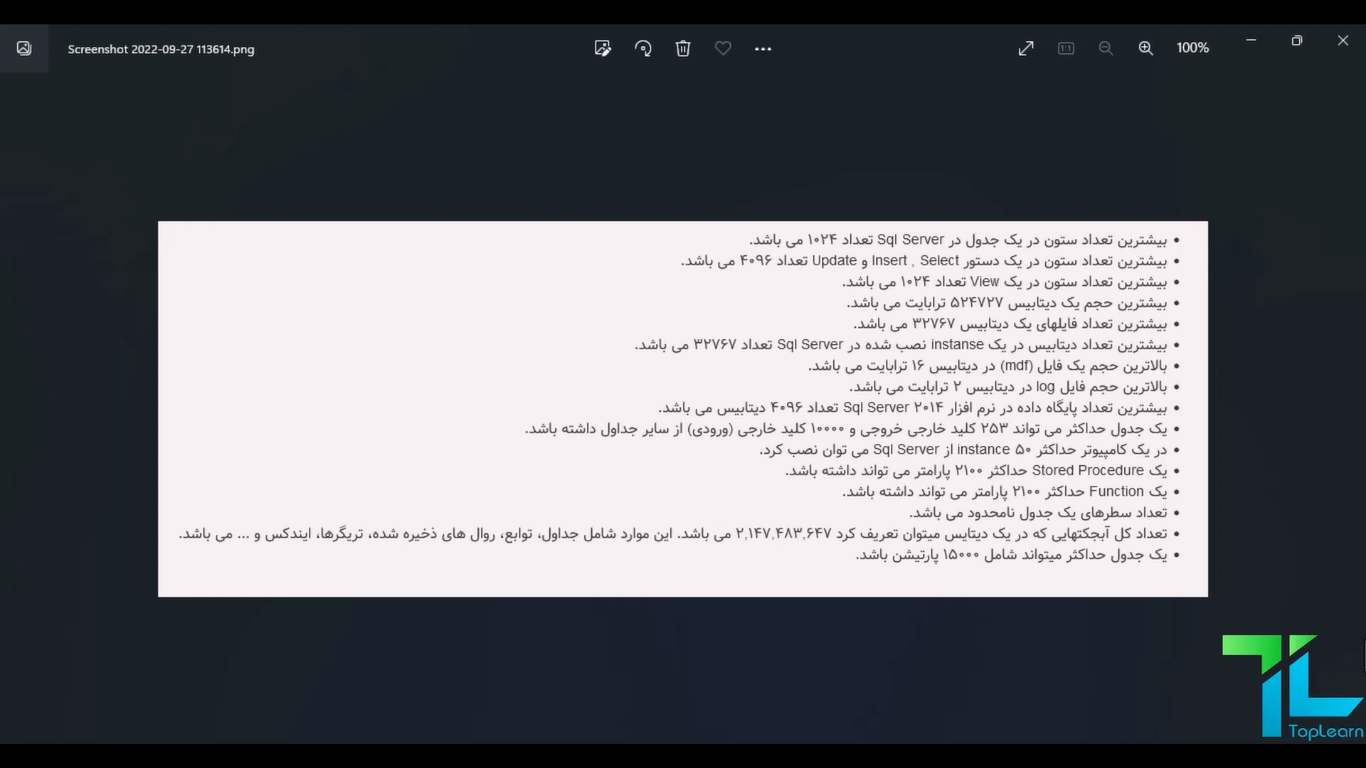 Screenshot 2022-09-27 113614.png
100%
• بیشترین تعداد ستون در یک جدول در Sql Server تعداد ۱۰۲۴ می باشد.
• بیشترین تعداد ستون در یک دستور Insert , Select و Update تعداد ۴۰۹۶ می باشد.
• بیشترین تعداد ستون در یک View تعداد ۱۰۲۴ می باشد.
• بیشترین حجم یک دیتابیس ۵۲۴۷۲۷ ترابایت می باشد.
• بیشترین تعداد فایلهای یک دیتابیس ۳۲۷۶۷ می باشد.
• بیشترین تعداد دیتابیس در یک instanse نصب شده در Sql Server تعداد ۳۲۷۶۷ می باشد.
• بالاترین حجم یک فایل (mdf) در دیتابیس ۱۶ ترابایت می باشد.
• بالاترین حجم فایل log در دیتابیس ۲ ترابایت می باشد.
• بیشترین تعداد پایگاه داده در نرم افزار Sql Server ۲۰۱۴ تعداد ۴۰۹۶ دیتابیس می باشد.
• یک جدول حداکثر می تواند ۲۵۳ کلید خارجی خروجی و ۱۰۰۰۰ کلید خارجی (ورودی) از سایر جداول داشته باشد.
• در یک کامپیوتر حداکثر ۵۰ instance از Sql Server می توان نصب کرد.
• یک Stored Procedure حداکثر ۲۱۰۰ پارامتر می تواند داشته باشد.
• یک Function حداکثر ۲۱۰۰ پارامتر می تواند داشته باشد.
• تعداد سطرهای یک جدول نامحدود می باشد.
• تعداد کل آبجکتهایی که در یک دیتایس میتوان تعریف کرد ۲,۱۴۷,۴۸۳,۶۴۷ می باشد. این موارد شامل جداول، توابع، روال های ذخیره شده، تریگرها، ایندکس و ... می باشد.
• یک جدول حداکثر میتواند شامل ۱۵۰۰۰ پارتیشن باشد.
TopLearn